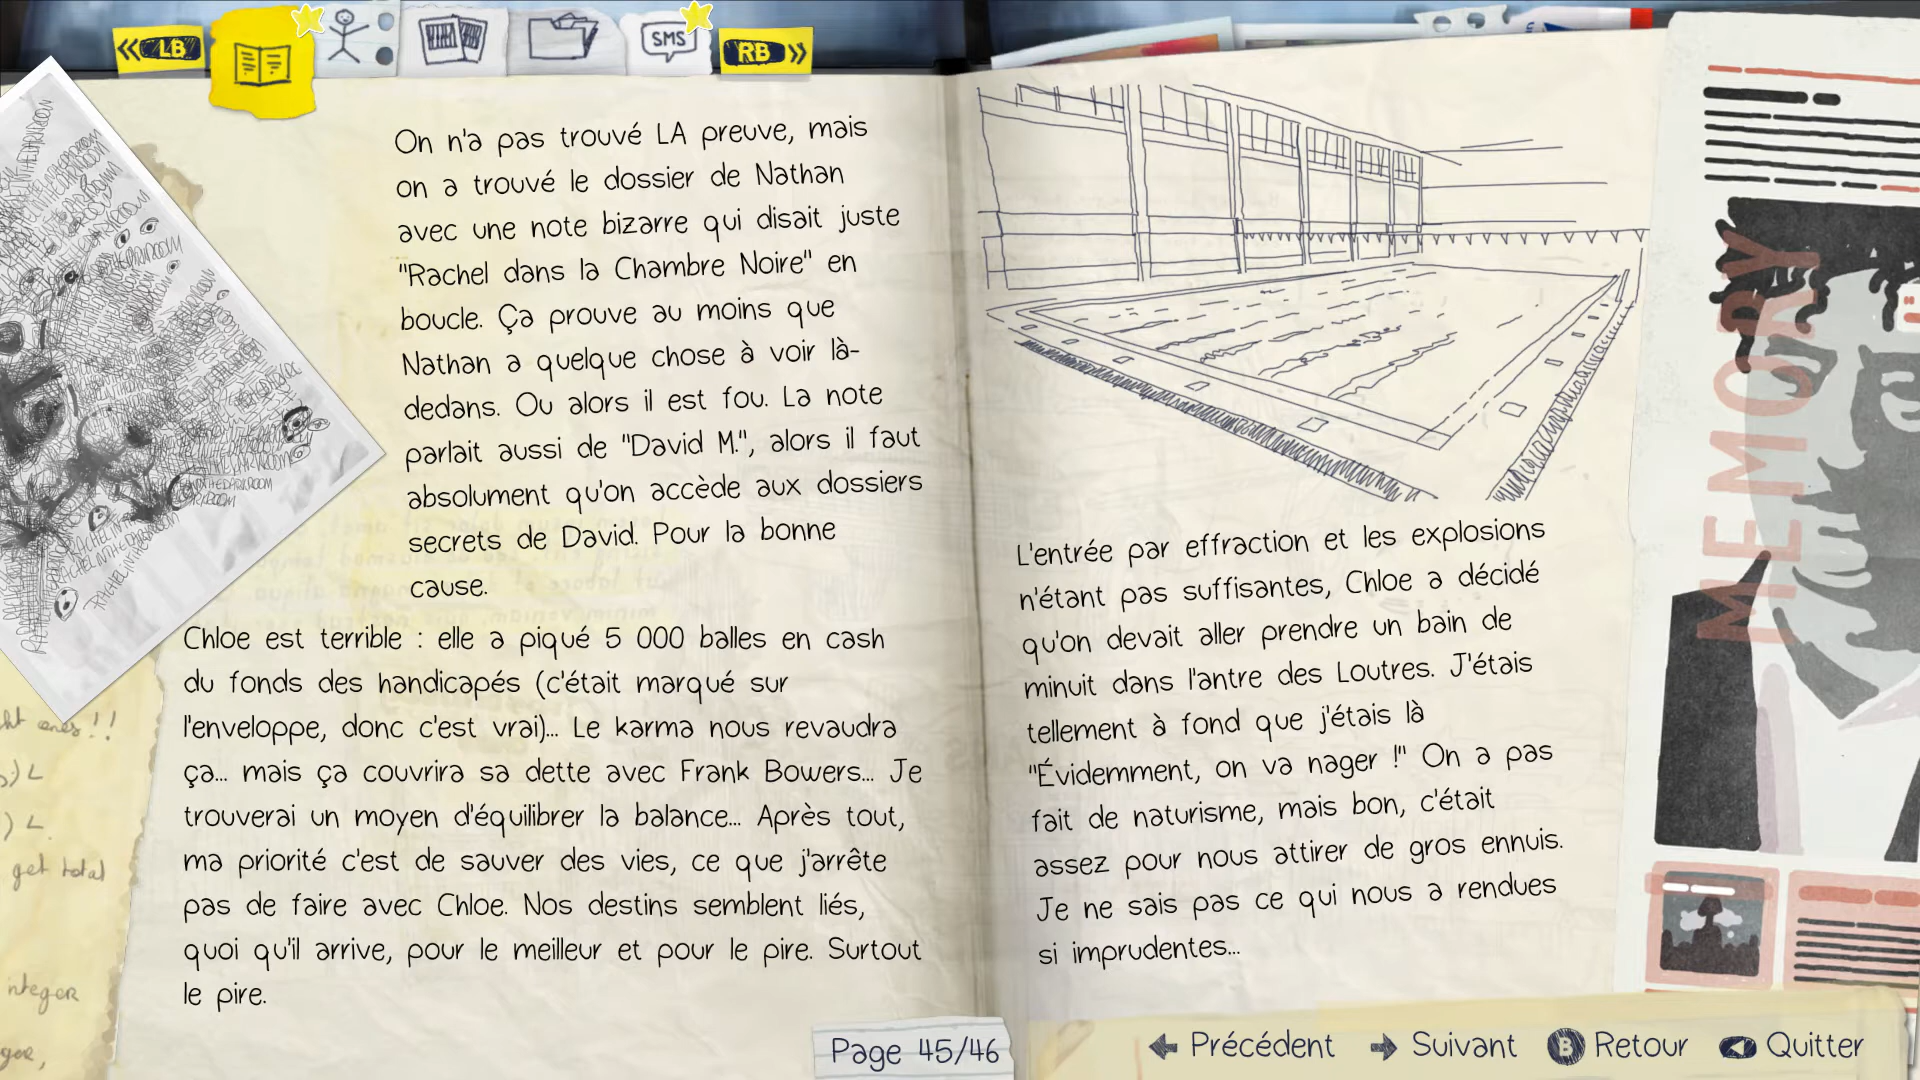 LB
SMS
RB
On n'a pas trouvé LA preuve, mais
on a trouvé le dossier de Nathan
avec une note bizarre qui disait juste
"Rachel dans la Chambre Noire" en
boucle. Ça prouve au moins que
Nathan a quelque chose à voir là-
dedans. Ou alors il est fou. La note
parlait aussi de "David M.", alors il faut
absolument qu'on accède aux dossiers
secrets de David. Pour la bonne
cause.
Chloe est terrible : elle a piqué 5 000 balles en cash
du fonds des handicapés (c'était marqué sur
l'enveloppe, donc c'est vrai)... Le karma nous revaudra
ça... mais ça couvrira sa dette avec Frank Bowers... Je
trouverai un moyen d'équilibrer la balance... Après tout,
ma priorité c'est de sauver des vies, ce que j'arrête
pas de faire avec Chloe. Nos destins semblent liés,
quoi qu'il arrive, pour le meilleur et pour le pire. Surtout
le pire.
L'entrée par effraction et les explosions
n'étant pas suffisantes, Chloe a décidé
qu'on devait aller prendre un bain de
minuit dans l'antre des Loutres. J'étais
tellement à fond que j'étais là
"Évidemment, on va nager !" On a pas
fait de naturisme, mais bon, c'était
assez pour nous attirer de gros ennuis.
Je ne sais pas ce qui nous a rendues
si imprudentes...
MEMORY
get total
integer
Page 45/46
Précédent
Suivant
B Retour
Quitter